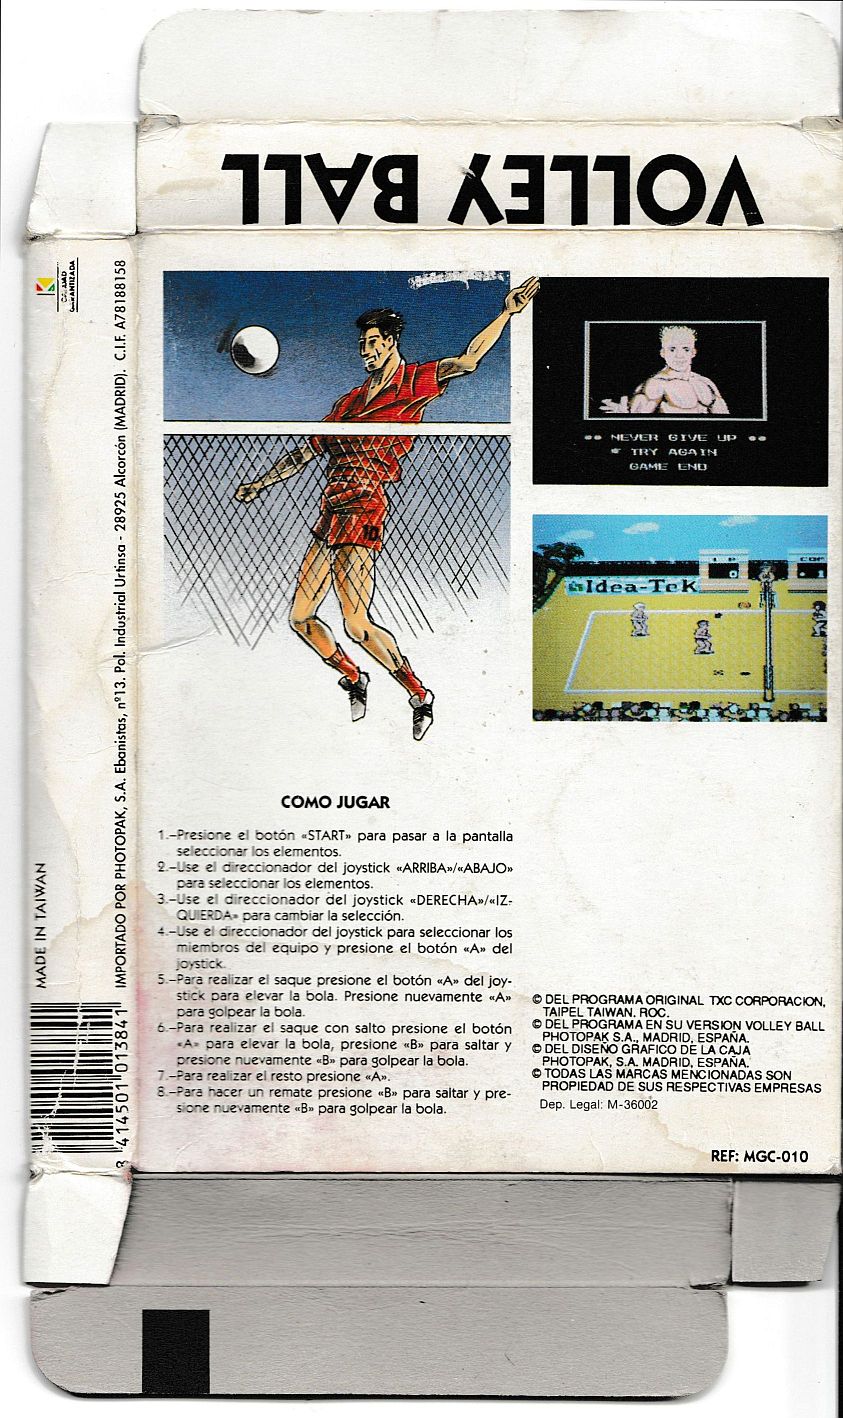 VOLLEY BALL
CALIDAD
GARANTIZADA
MADE IN TAIWAN
IMPORTADO POR PHOTOPAK, S.A. Ebanistas, nº13. Pol. Industrial Urtinsa - 28925 Alcorcón (MADRID). C.I.F. A78188158
8 414501 013841
10
NEVER GIVE UP
TRY AGAIN
GAME END
Idea-Tek
1 P
COM
0
1
COMO JUGAR
1.–Presione el botón «START» para pasar a la pantalla
seleccionar los elementos.
2.–Use el direccionador del joystick «ARRIBA»/«ABAJO»
para seleccionar los elementos.
3.–Use el direccionador del joystick «DERECHA»/«IZ-
QUIERDA» para cambiar la selección.
4.–Use el direccionador del joystick para seleccionar los
miembros del equipo y presione el botón «A» del
joystick.
5.–Para realizar el saque presione el botón «A» del joy-
stick para elevar la bola. Presione nuevamente «A»
para golpear la bola.
6.–Para realizar el saque con salto presione el botón
«A» para elevar la bola, presione «B» para saltar y
presione nuevamente «B» para golpear la bola.
7.–Para realizar el resto presione «A».
8.–Para hacer un remate presione «B» para saltar y pre-
sione nuevamente «B» para golpear la bola.
© DEL PROGRAMA ORIGINAL TXC CORPORACION,
TAIPEL TAIWAN. ROC.
© DEL PROGRAMA EN SU VERSION VOLLEY BALL
PHOTOPAK S.A., MADRID, ESPAÑA.
© DEL DISEÑO GRAFICO DE LA CAJA
PHOTOPAK, S.A. MADRID, ESPAÑA.
© TODAS LAS MARCAS MENCIONADAS SON
PROPIEDAD DE SUS RESPECTIVAS EMPRESAS
Dep. Legal: M-36002
REF: MGC-010